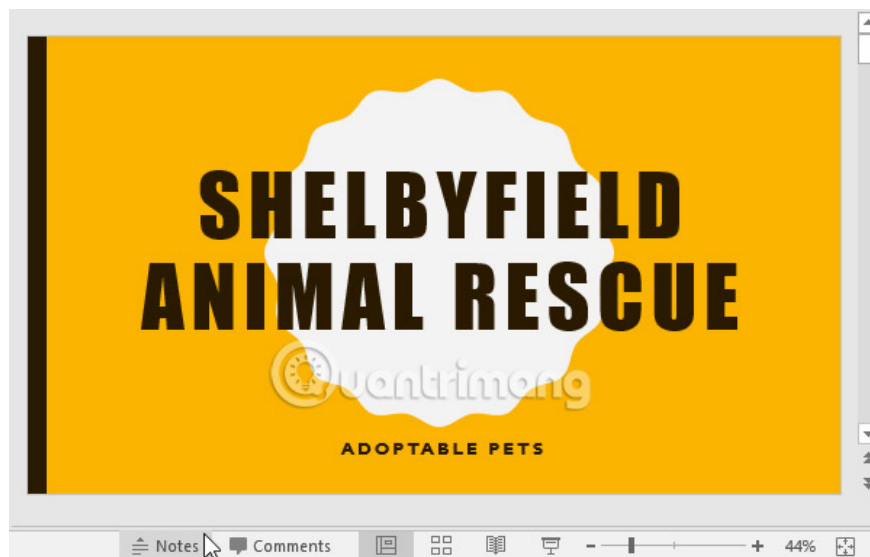 SHELBYFIELD
ANIMAL RESCUE
Quantrimang
ADOPTABLE PETS
Notes Comments 44%